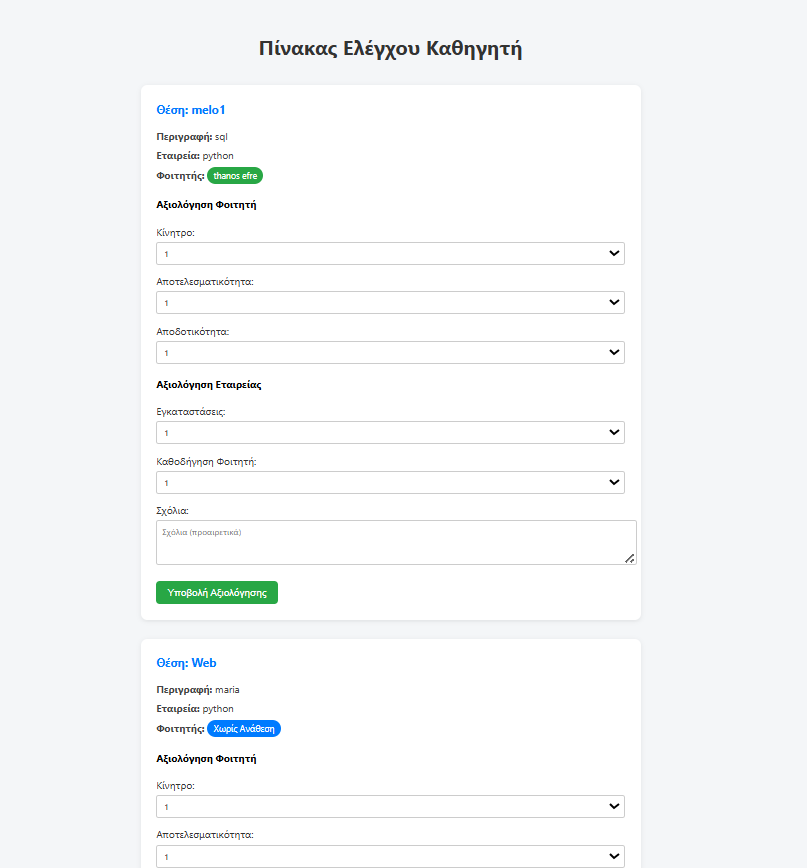 Πίνακας Ελέγχου Καθηγητή
Θέση: melo1
Περιγραφή: sql
Εταιρεία: python
Φοιτητής: thanos efre
Αξιολόγηση Φοιτητή
Κίνητρο:
1
Αποτελεσματικότητα:
1
Αποδοτικότητα:
1
Αξιολόγηση Εταιρείας
Εγκαταστάσεις:
1
Καθοδήγηση Φοιτητή:
1
Σχόλια:
Σχόλια (προαιρετικά)
Υποβολή Αξιολόγησης
Θέση: Web
Περιγραφή: maria
Εταιρεία: python
Φοιτητής: Χωρίς Ανάθεση
Αξιολόγηση Φοιτητή
Κίνητρο:
1
Αποτελεσματικότητα:
1